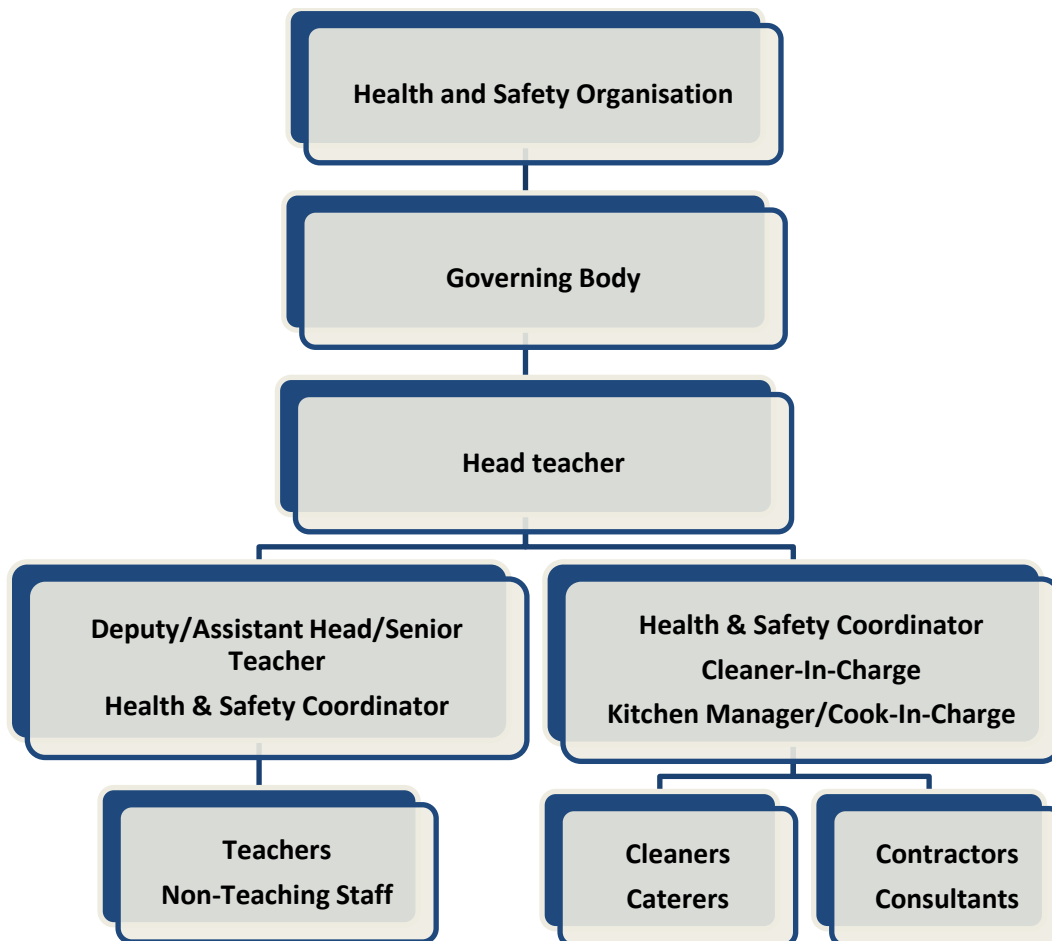 Health and Safety Organisation
Governing Body
Head teacher
Deputy/Assistant Head/Senior
Teacher
Health & Safety Coordinator
Health & Safety Coordinator
Cleaner-In-Charge
Kitchen Manager/Cook-In-Charge
Teachers
Non-Teaching Staff
Cleaners
Caterers
Contractors
Consultants